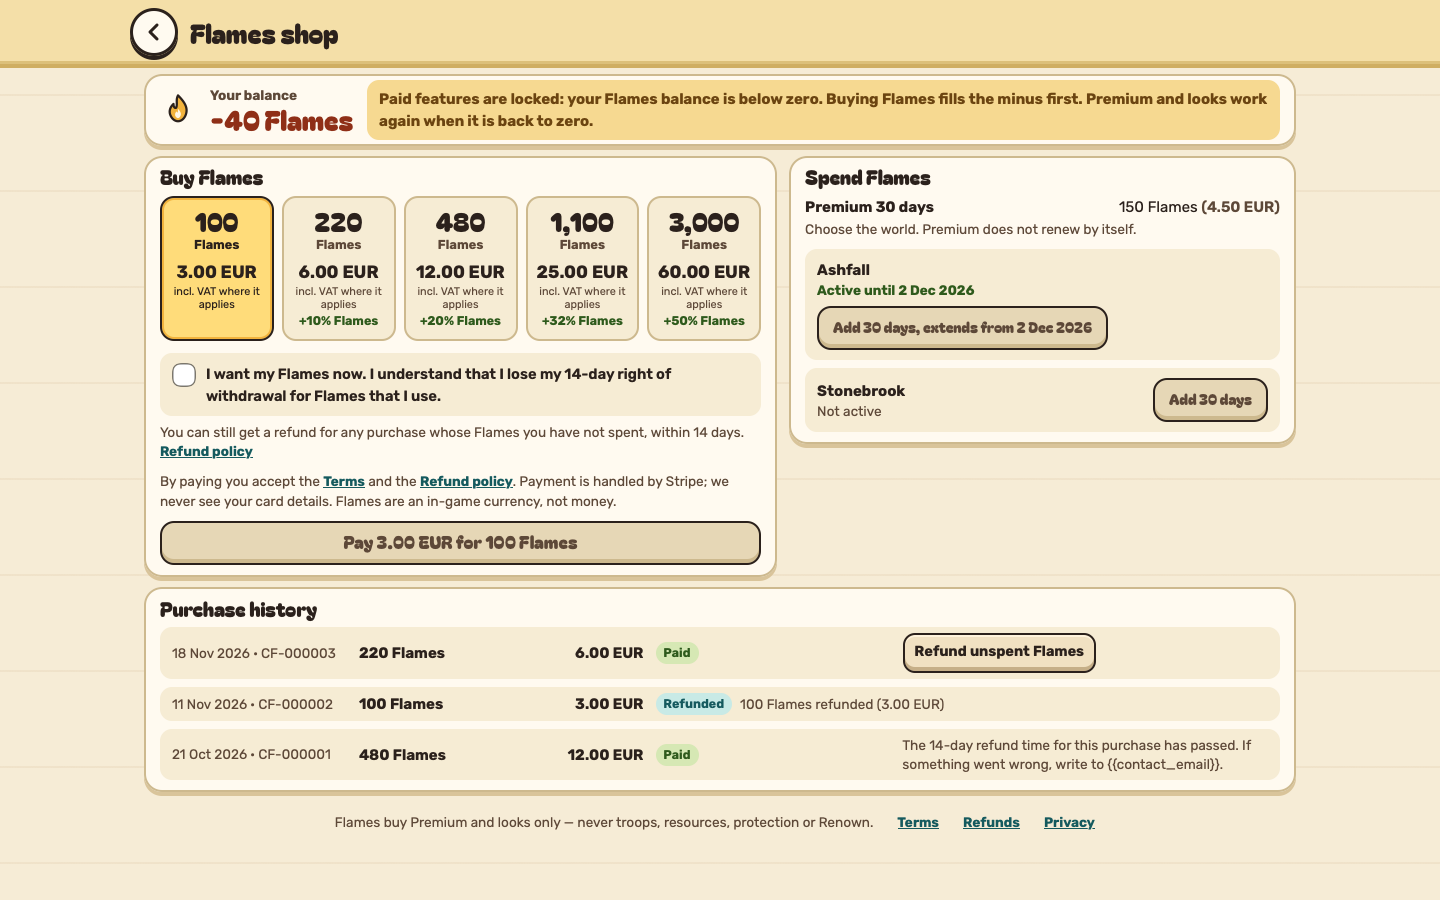 Flames shop
Your balance
-40 Flames
Paid features are locked: your Flames balance is below zero. Buying Flames fills the minus first. Premium and looks work
again when it is back to zero.
Buy Flames
100
Flames
3.00 EUR
incl. VAT where it
applies
220
Flames
6.00 EUR
incl. VAT where it
applies
+10% Flames
480
Flames
12.00 EUR
incl. VAT where it
applies
+20% Flames
1,100
Flames
25.00 EUR
incl. VAT where it
applies
+32% Flames
3,000
Flames
60.00 EUR
incl. VAT where it
applies
+50% Flames
I want my Flames now. I understand that I lose my 14-day right of
withdrawal for Flames that I use.
You can still get a refund for any purchase whose Flames you have not spent, within 14 days.
Refund policy
By paying you accept the Terms and the Refund policy. Payment is handled by Stripe; we
never see your card details. Flames are an in-game currency, not money.
Pay 3.00 EUR for 100 Flames
Spend Flames
Premium 30 days 150 Flames (4.50 EUR)
Choose the world. Premium does not renew by itself.
Ashfall
Active until 2 Dec 2026
Add 30 days, extends from 2 Dec 2026
Stonebrook
Not active
Add 30 days
Purchase history
18 Nov 2026 • CF-000003 220 Flames 6.00 EUR Paid Refund unspent Flames
11 Nov 2026 • CF-000002 100 Flames 3.00 EUR Refunded 100 Flames refunded (3.00 EUR)
21 Oct 2026 • CF-000001 480 Flames 12.00 EUR Paid
The 14-day refund time for this purchase has passed. If
something went wrong, write to {{contact_email}}.
Flames buy Premium and looks only — never troops, resources, protection or Renown. Terms Refunds Privacy